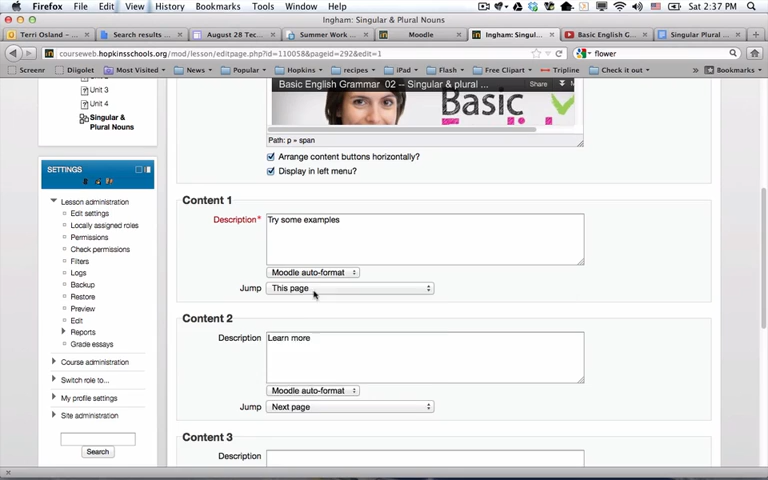 Firefox File Edit View History Bookmarks Tools Window Help Sat 2:37 PM
Ingham: Singular & Plural Nouns
Terri Osland - ... Search results ... August 28 Tec... Summer Work ... Moodle Ingham: Singul... Basic English G... Singular Plural ...
courseweb.hopkinsschools.org/mod/lesson/editpage.php?id=110058&pageid=292&edit=1 flower
Screenr Diigolet Most Visited News Popular Hopkins recipes iPad Flash Free Clipart Tripline Check it out » Bookmarks
Unit 3
Unit 4
Singular &
Plural Nouns
Basic English Grammar 02 -- Singular & plural ... Share M
Basic
Path: p » span
Arrange content buttons horizontally?
Display in left menu?
SETTINGS
Lesson administration
Edit settings
Locally assigned roles
Permissions
Check permissions
Filters
Logs
Backup
Restore
Preview
Edit
Reports
Grade essays
Course administration
Switch role to...
My profile settings
Site administration
Search
Content 1
Description* Try some examples
Moodle auto-format
Jump This page
Content 2
Description Learn more
Moodle auto-format
Jump Next page
Content 3
Description